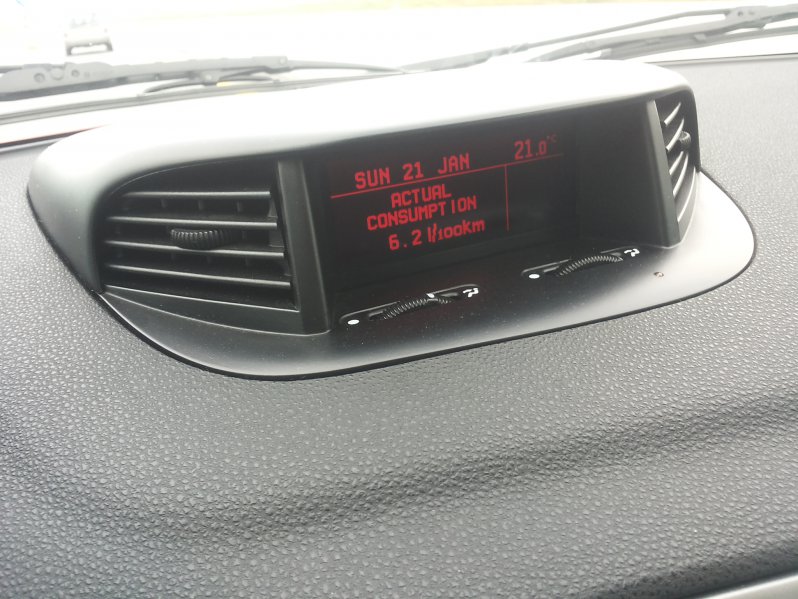 SUN 21 JAN 21.0°C
ACTUAL
CONSUMPTION
6.2 l/100km